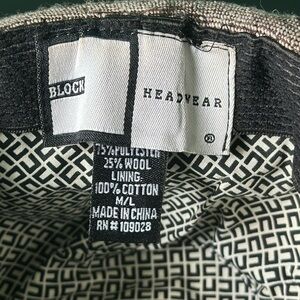 BLOCK
HEADWEAR
®
75% POLYESTER
25% WOOL
LINING:
100% COTTON
M/L
MADE IN CHINA
RN# 109028